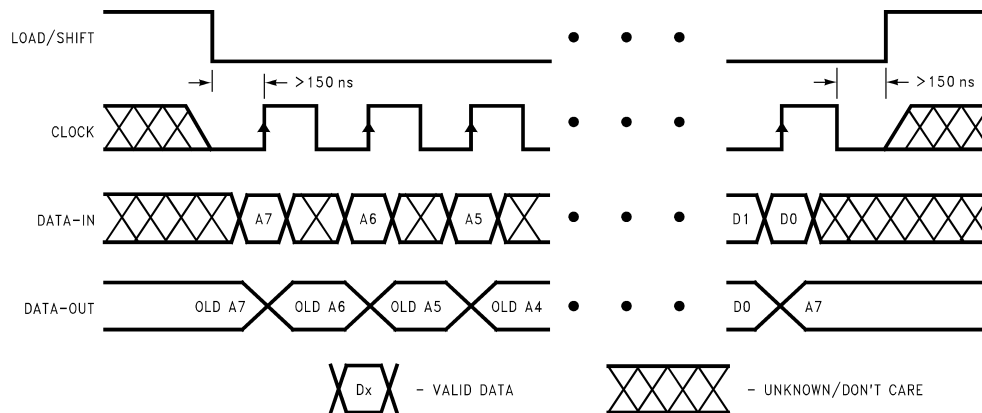 LOAD/SHIFT
>150 ns
>150 ns
CLOCK
DATA-IN
A7
A6
A5
D1
D0
DATA-OUT
OLD A7
OLD A6
OLD A5
OLD A4
D0
A7
Dx
- VALID DATA
- UNKNOWN/DON'T CARE